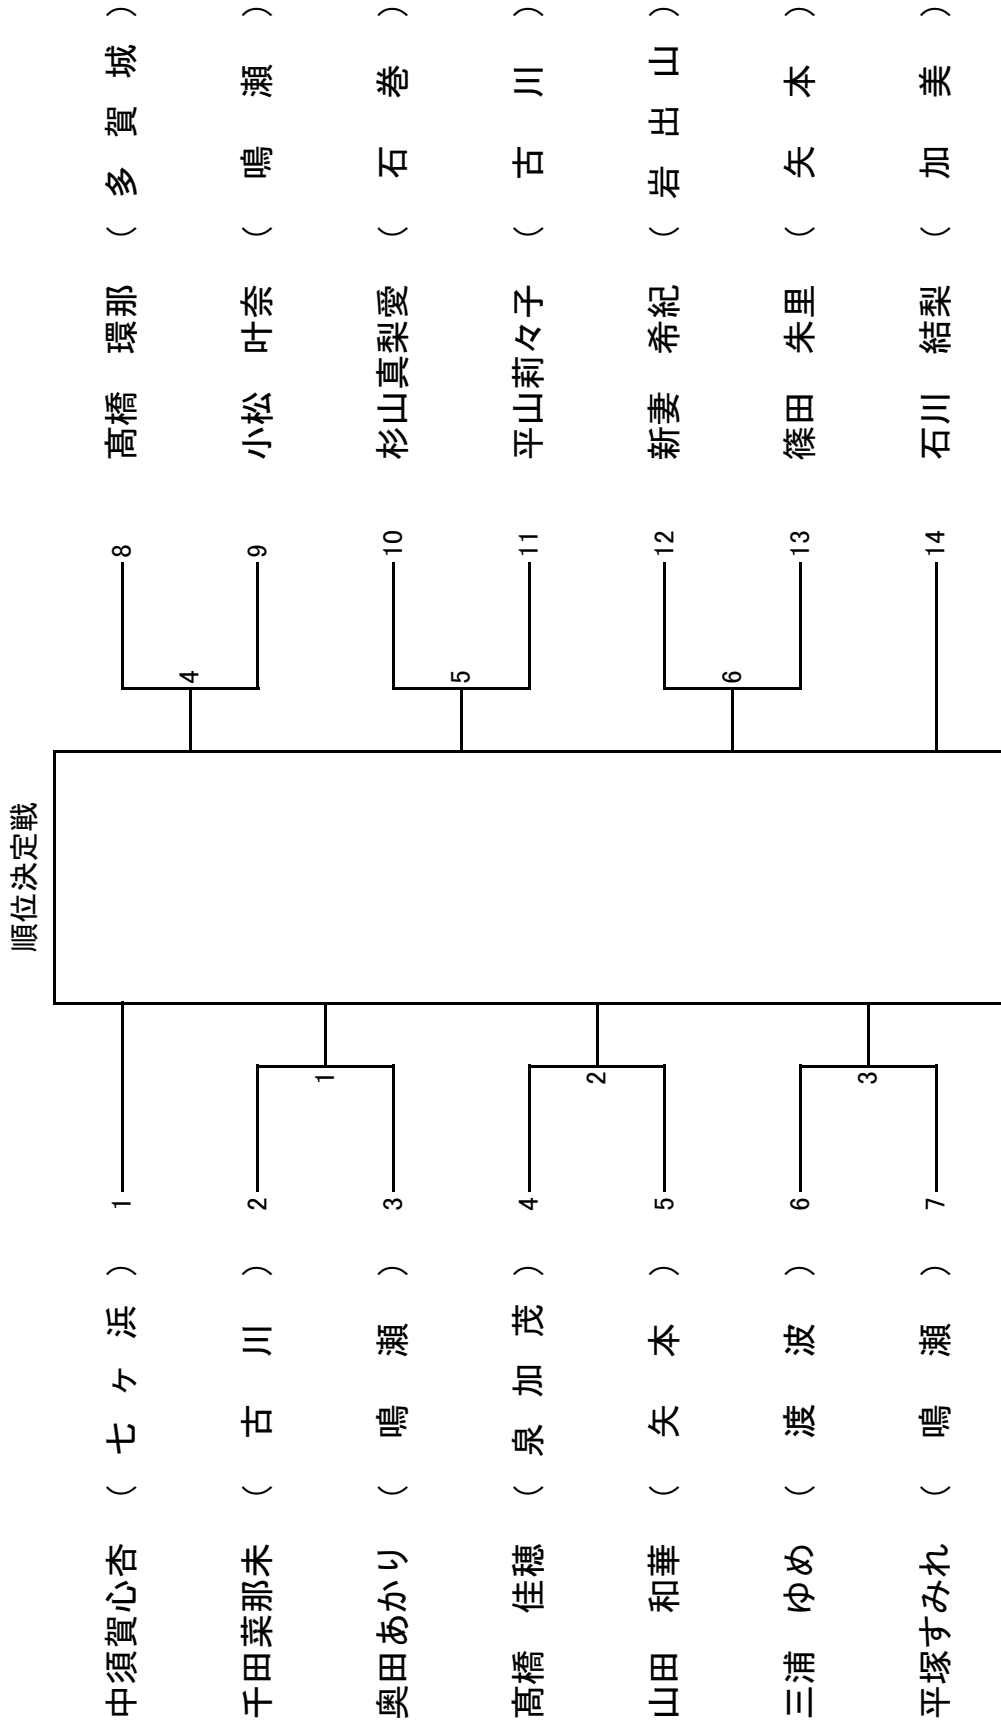 順位決定戦
中須賀心杏 ( 七 ヶ 浜 ) 1
千田菜那未 ( 古 川 ) 2
奥田あかり ( 鳴 瀬 ) 3
髙橋 佳穂 ( 泉 加 茂 ) 4
山田 和華 ( 矢 本 ) 5
三浦 ゆめ ( 渡 波 ) 6
平塚すみれ ( 鳴 瀬 ) 7
1
2
3
4
5
6
8 髙橋 環那 ( 多 賀 城 )
9 小松 叶奈 ( 鳴 瀬 )
10 杉山真梨愛 ( 石 巻 )
11 平山莉々子 ( 古 川 )
12 新妻 希紀 ( 岩 出 山 )
13 篠田 朱里 ( 矢 本 )
14 石川 結梨 ( 加 美 )